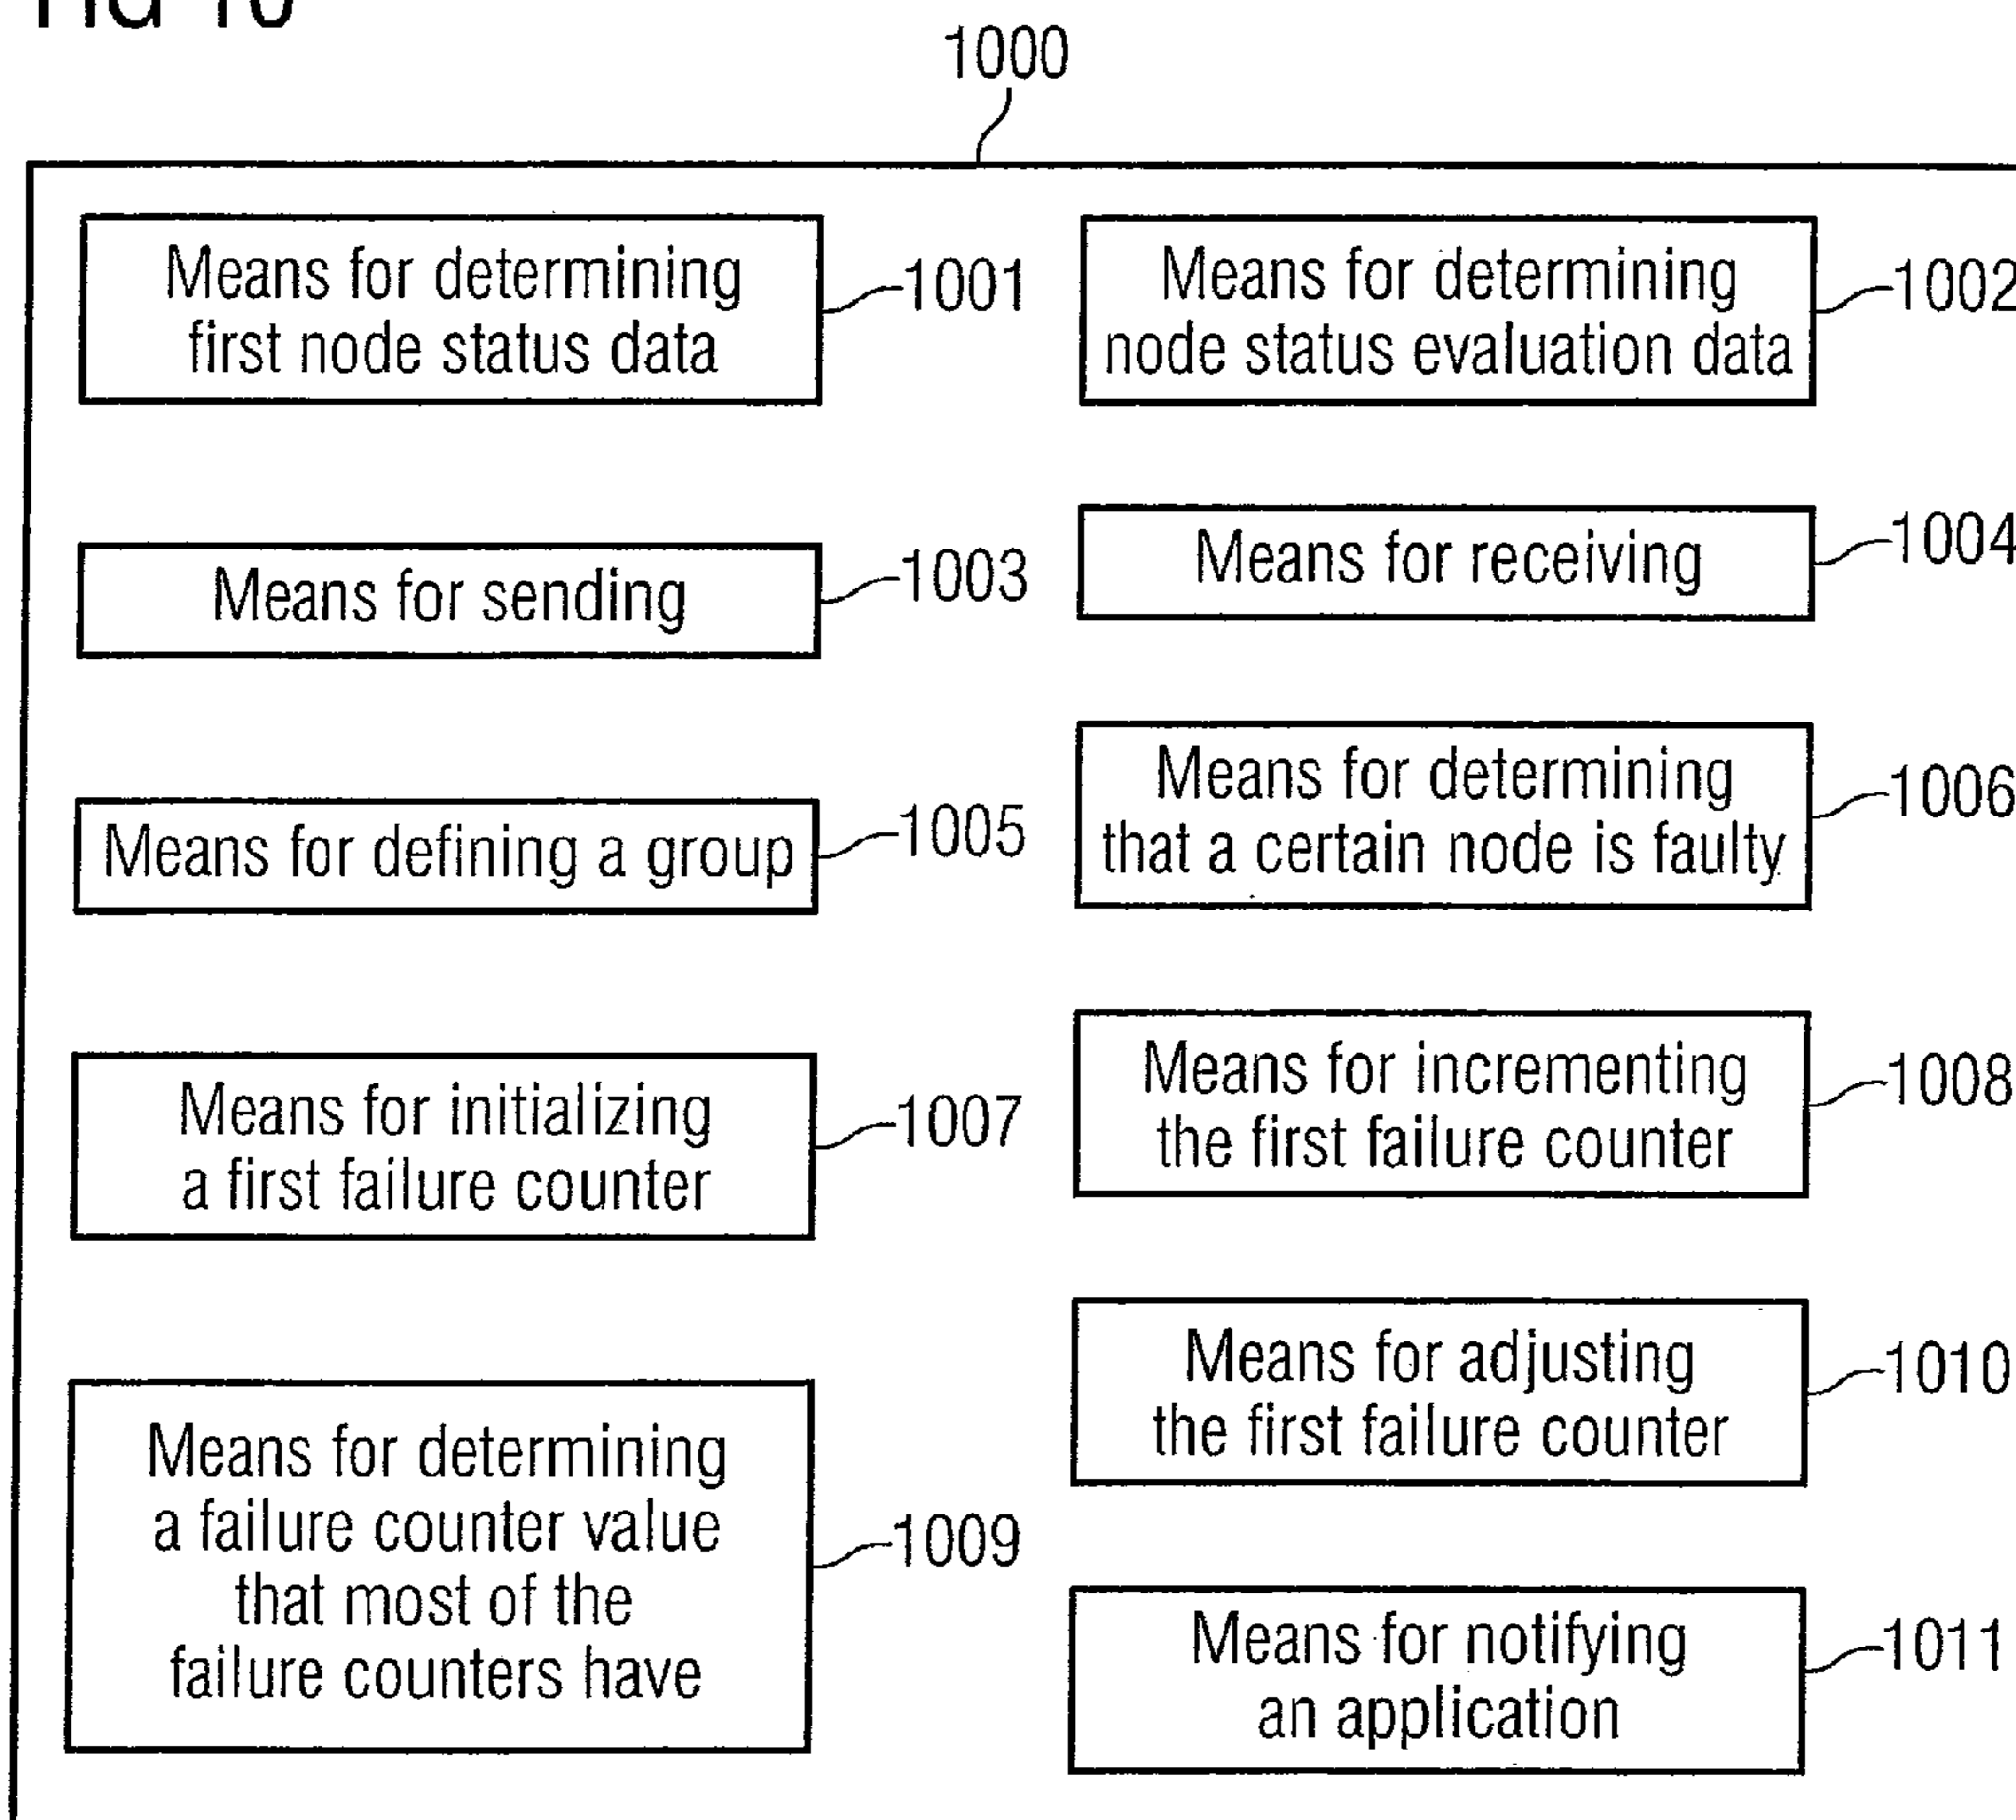 FIG 10
1000
Means for determining
first node status data
1001
Means for determining
node status evaluation data
1002
Means for sending
1003
Means for receiving
1004
Means for defining a group
1005
Means for determining
that a certain node is faulty
1006
Means for initializing
a first failure counter
1007
Means for incrementing
the first failure counter
1008
Means for determining
a failure counter value
that most of the
failure counters have
1009
Means for adjusting
the first failure counter
1010
Means for notifying
an application
1011